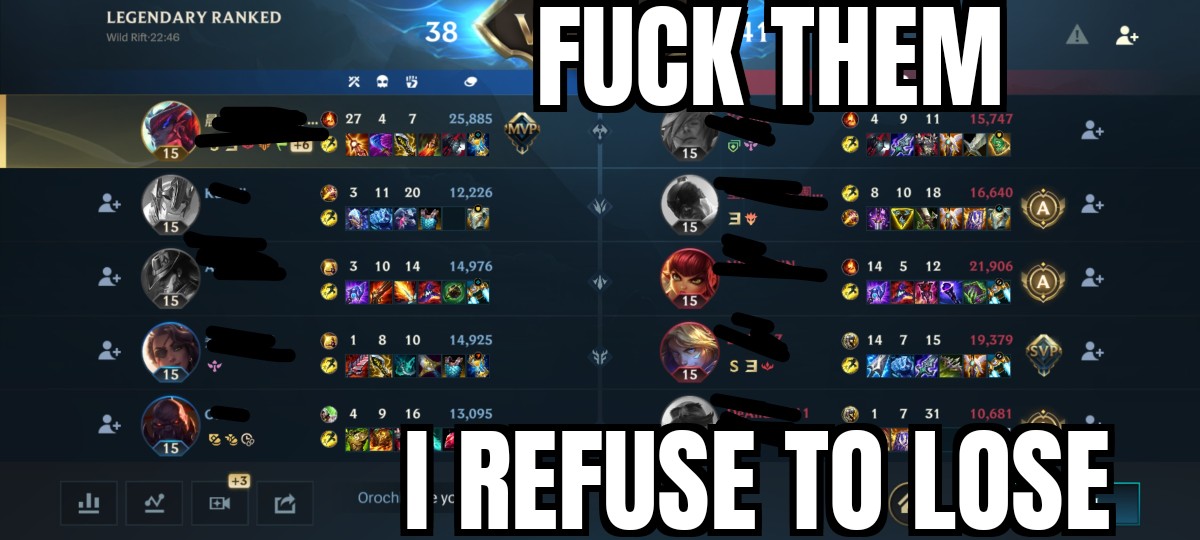 LEGENDARY RANKED
Wild Rift·22:46
38
41
FUCK THEM
27 4 7 25,885
MVP
+6
15
4 9 11 15,747
15
3 11 20 12,226
15
8 10 18 16,640
A
15
3 10 14 14,976
15
14 5 12 21,906
A
15
1 8 10 14,925
15
14 7 15 19,379
SVP
S
15
4 9 16 13,095
15
1 7 31 10,681
+3
Oroch
I REFUSE TO LOSE